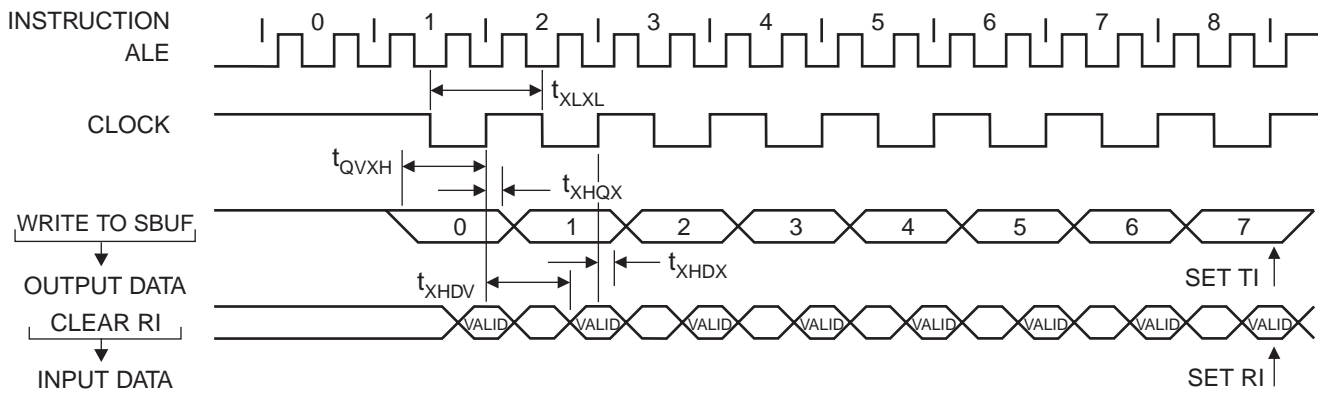 INSTRUCTION 0 1 2 3 4 5 6 7 8
ALE
tXLXL
CLOCK
tQVXH
tXHQX
WRITE TO SBUF 0 1 2 3 4 5 6 7
tXHDV tXHDX
OUTPUT DATA SET TI
CLEAR RI VALID VALID VALID VALID VALID VALID VALID VALID
INPUT DATA SET RI